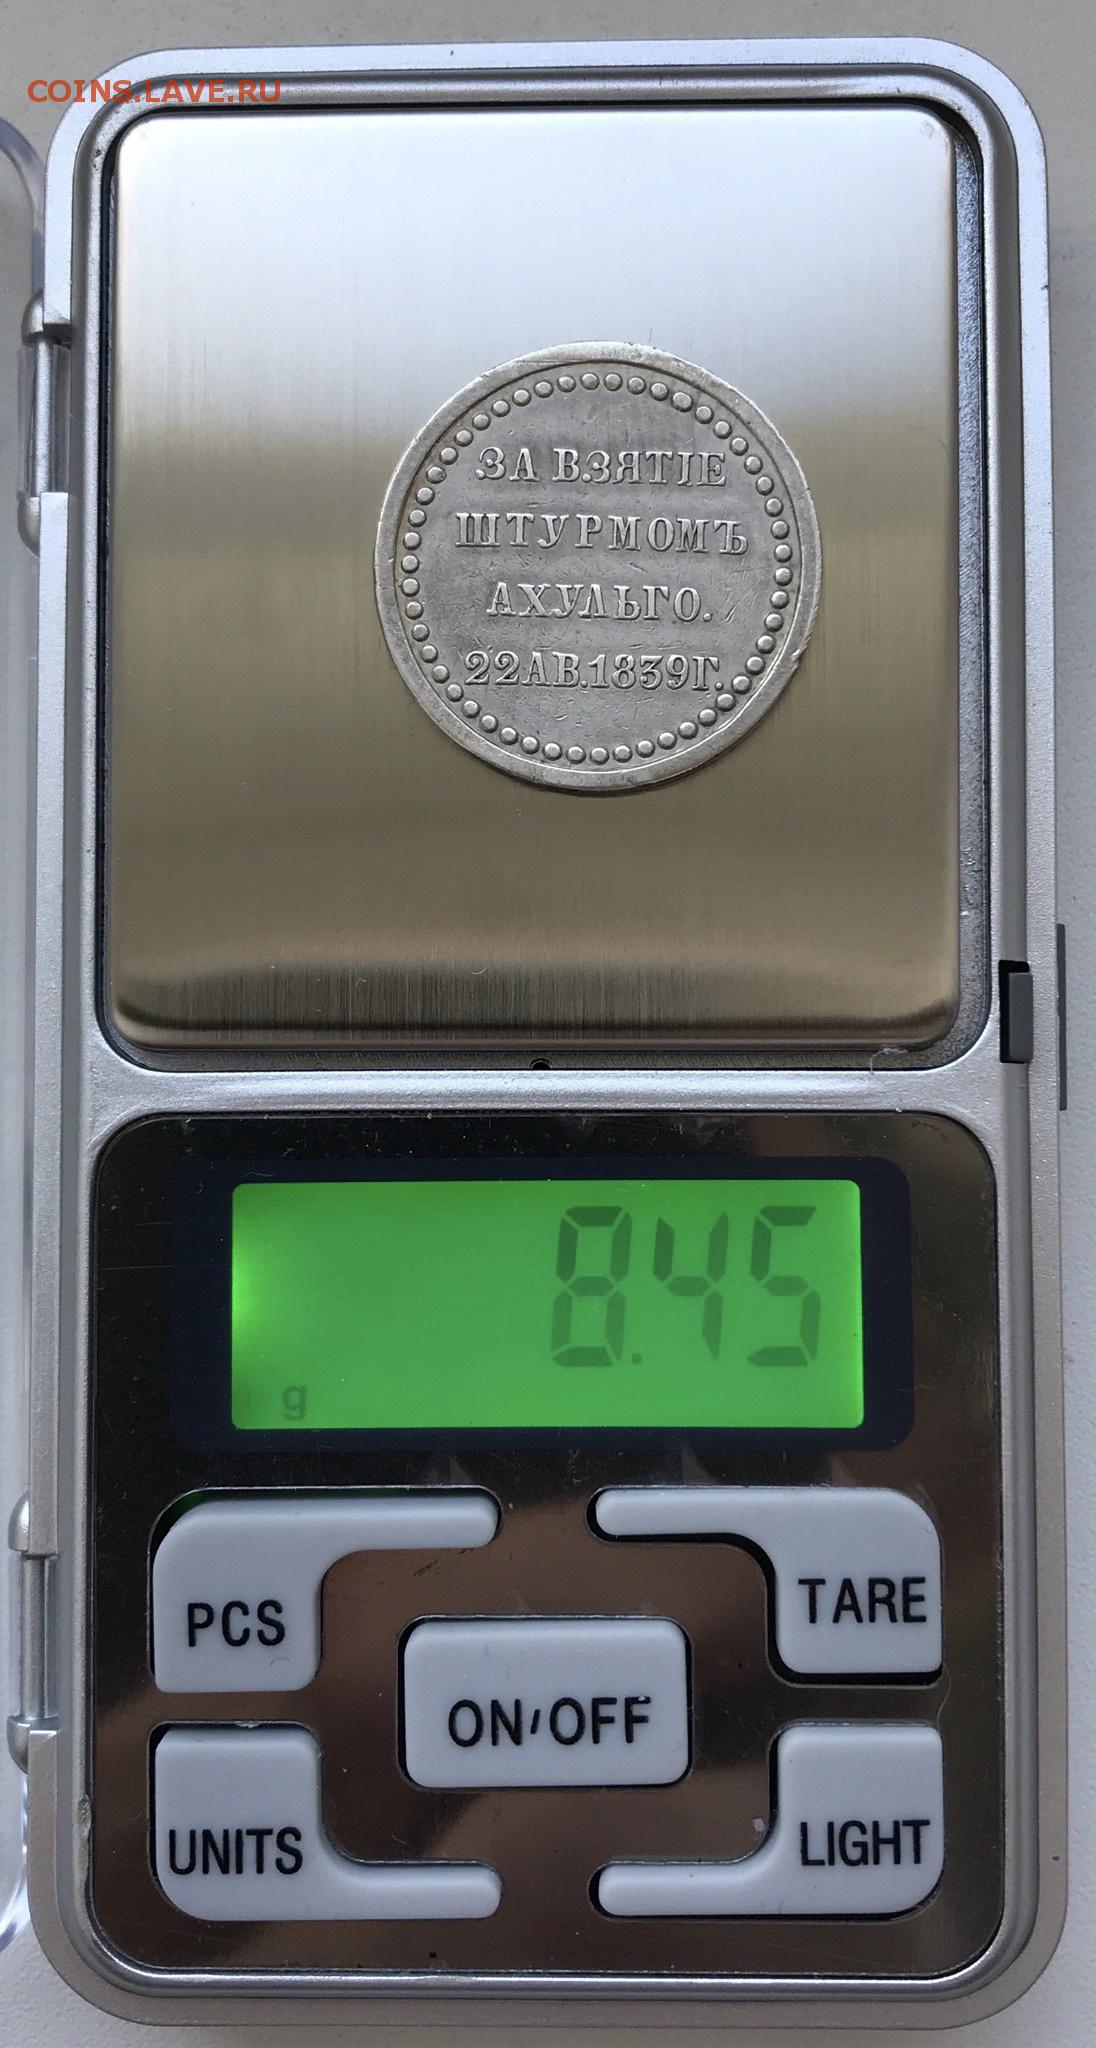 COINS.LAVE.RU
ЗА ВЗЯТІЕ
ШТУРМОМЪ
АХУЛЬГО.
22АВ.1839Г.
8.45
g
PCS
TARE
ON/OFF
UNITS
LIGHT